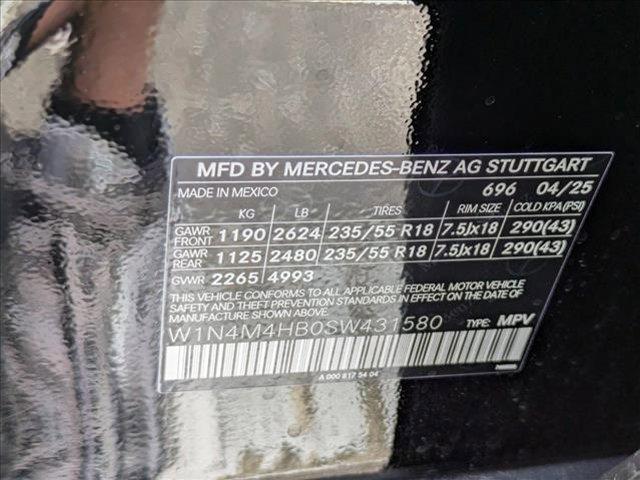 MFD BY MERCEDES-BENZ AG STUTTGART
MADE IN MEXICO 696 04/25
KG LB TIRES RIM SIZE COLD KPA(PSI)
GAWR FRONT 1190 2624 235/55 R18 7.5Jx18 290(43)
GAWR REAR 1125 2480 235/55 R18 7.5Jx18 290(43)
GVWR 2265 4993
THIS VEHICLE CONFORMS TO ALL APPLICABLE FEDERAL MOTOR VEHICLE
SAFETY AND THEFT PREVENTION STANDARDS IN EFFECT ON THE DATE
OF MANUFACTURE SHOWN ABOVE.
W1N4M4HB0SW431580 TYPE: MPV
A 000 817 54 04